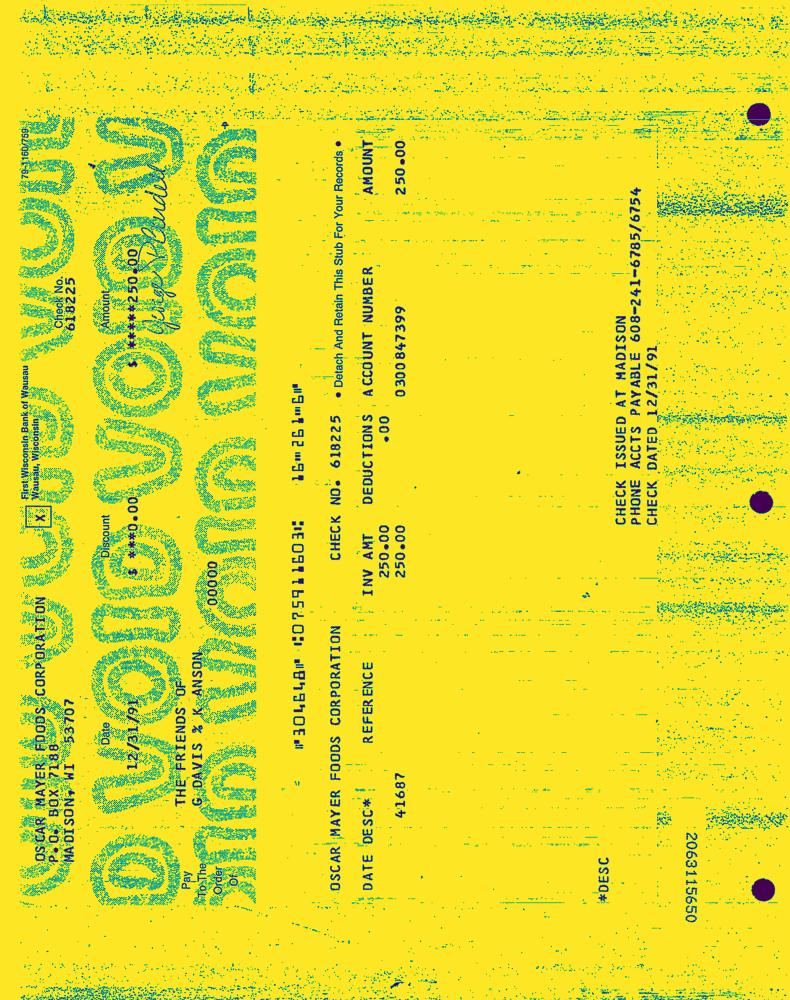 OSCAR MAYER FOODS CORPORATION
P.O. BOX 7188
MADISON, WI 53707
X
First Wisconsin Bank of Wausau
Wausau, Wisconsin
79-1160/759
Check No.
618225
Date
12/31/91
Discount
$ ***0.00
Amount
$ *****250.00
VOID VOID
Pay
To The
Order
Of
THE FRIENDS OF
G DAVIS % K ANSON
00000
OSCAR MAYER FOODS CORPORATION CHECK NO. 618225 • Detach And Retain This Stub For Your Records •
DATE DESC* REFERENCE INV AMT DEDUCTIONS ACCOUNT NUMBER AMOUNT
41687 250.00 .00 0300847399 250.00
250.00
*DESC
CHECK ISSUED AT MADISON
PHONE ACCTS PAYABLE 608-241-6785/6754
CHECK DATED 12/31/91
2063115650